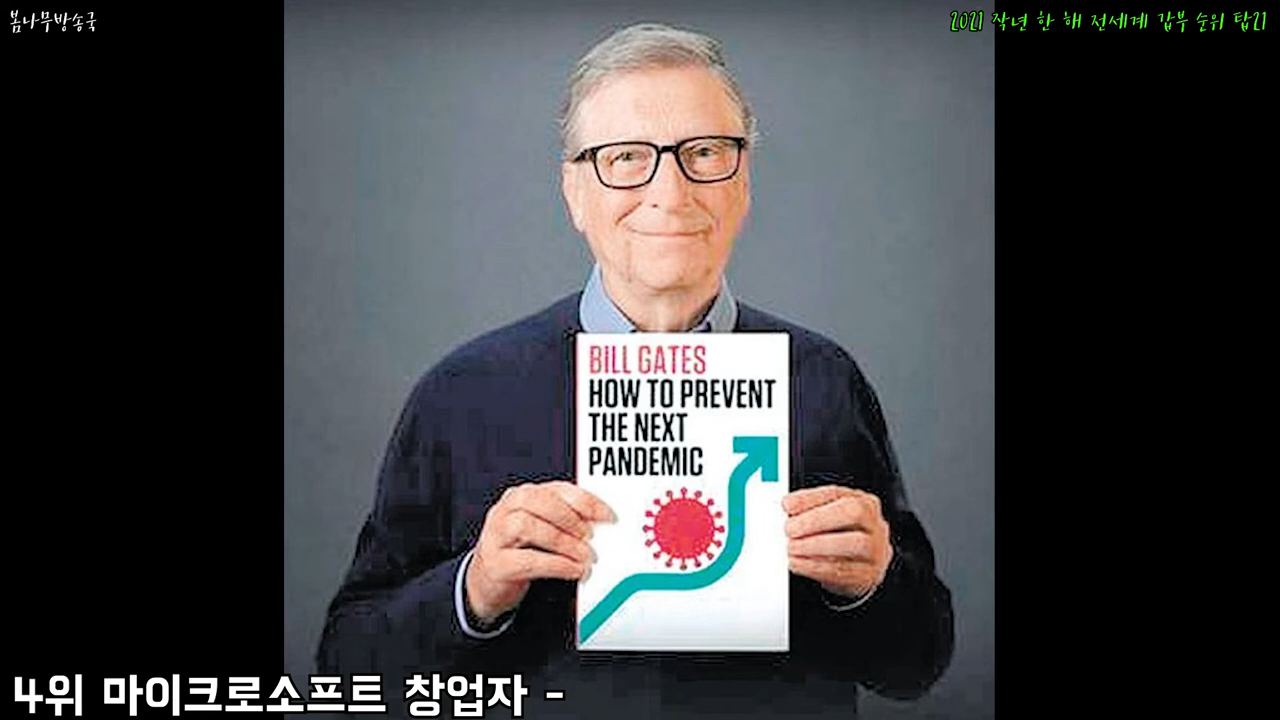 봄나무방송국
2021 작년 한 해 전세계 갑부 순위 탑21
BILL GATES
HOW TO PREVENT
THE NEXT
PANDEMIC
4위 마이크로소프트 창업자 -